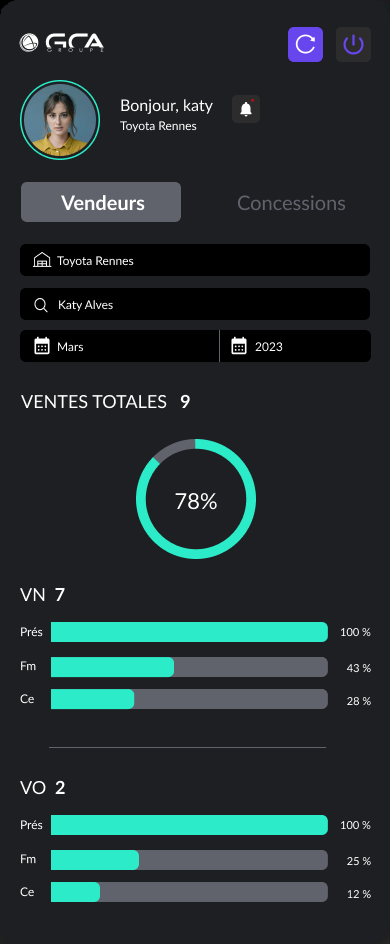 GCA
GROUPE
Bonjour, katy
Toyota Rennes
Vendeurs Concessions
Toyota Rennes
Katy Alves
Mars 2023
VENTES TOTALES 9
78%
VN 7
Prés 100 %
Fm 43 %
Ce 28 %
VO 2
Prés 100 %
Fm 25 %
Ce 12 %